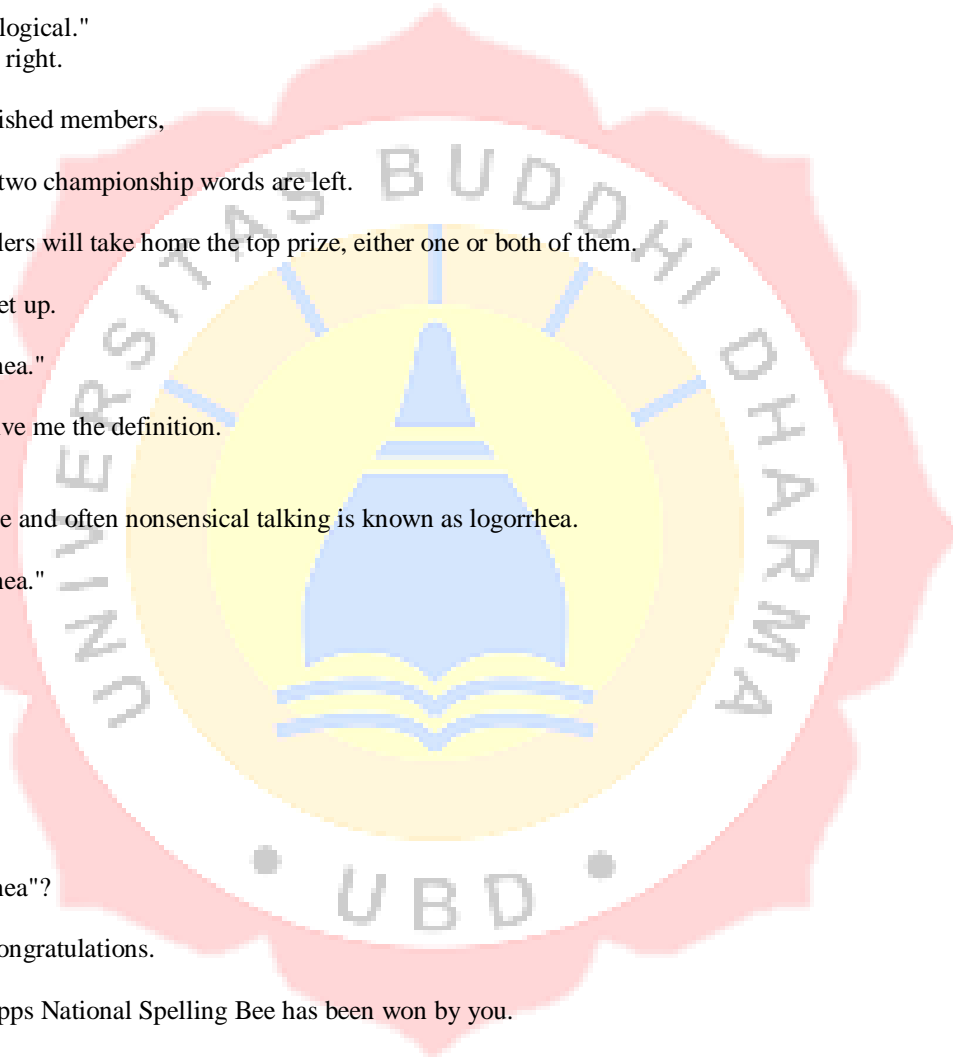 logical."
right.
ished members,
two championship words are left.
lers will take home the top prize, either one or both of them.
et up.
hea."
ve me the definition.
e and often nonsensical talking is known as logorrhea.
hea."
hea"?
ongratulations.
pps National Spelling Bee has been won by you.
UNIVERSITAS BUDDHI DHARMA
• UBD •